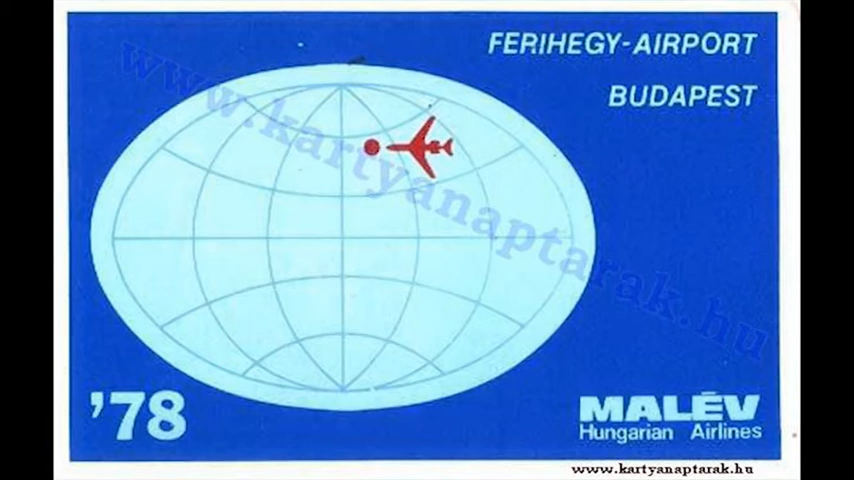 FERIHEGY-AIRPORT
BUDAPEST
www.kartyanaptarak.hu
'78
MALÉV
Hungarian Airlines
www.kartyanaptarak.hu